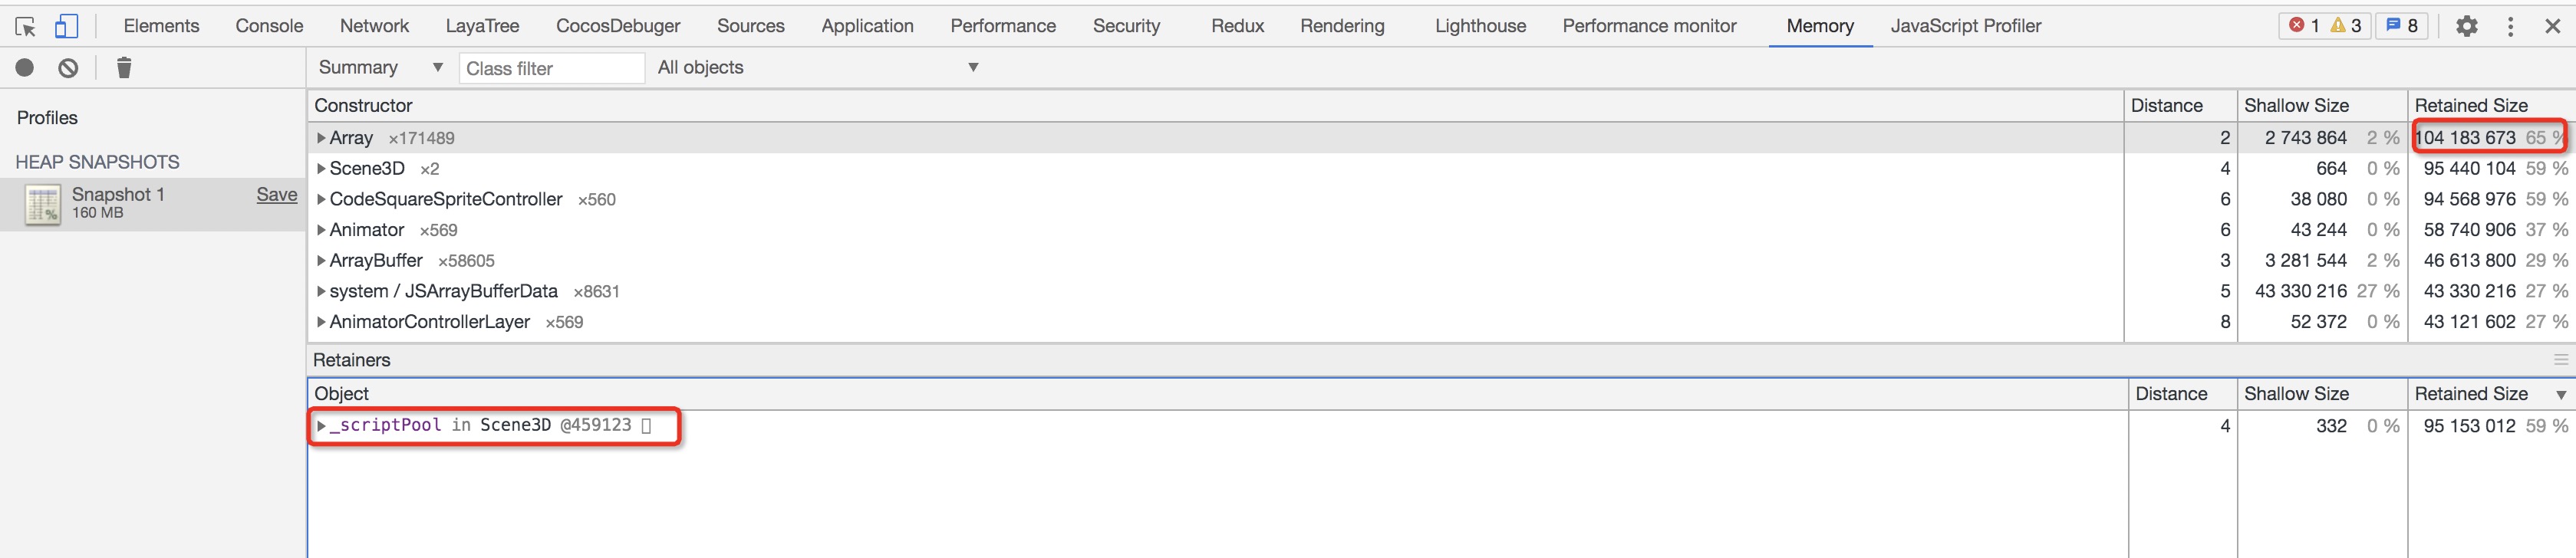 Elements Console Network LayaTree CocosDebuger Sources Application Performance Security Redux Rendering Lighthouse Performance monitor Memory JavaScript Profiler 1 3 8
Summary Class filter All objects
Profiles
HEAP SNAPSHOTS
Snapshot 1 Save
160 MB
Constructor Distance Shallow Size Retained Size
Array ×171489 2 2 743 864 2 % 104 183 673 65 %
Scene3D ×2 4 664 0 % 95 440 104 59 %
CodeSquareSpriteController ×560 6 38 080 0 % 94 568 976 59 %
Animator ×569 6 43 244 0 % 58 740 906 37 %
ArrayBuffer ×58605 3 3 281 544 2 % 46 613 800 29 %
system / JSArrayBufferData ×8631 5 43 330 216 27 % 43 330 216 27 %
AnimatorControllerLayer ×569 8 52 372 0 % 43 121 602 27 %
Retainers
Object Distance Shallow Size Retained Size
_scriptPool in Scene3D @459123 4 332 0 % 95 153 012 59 %